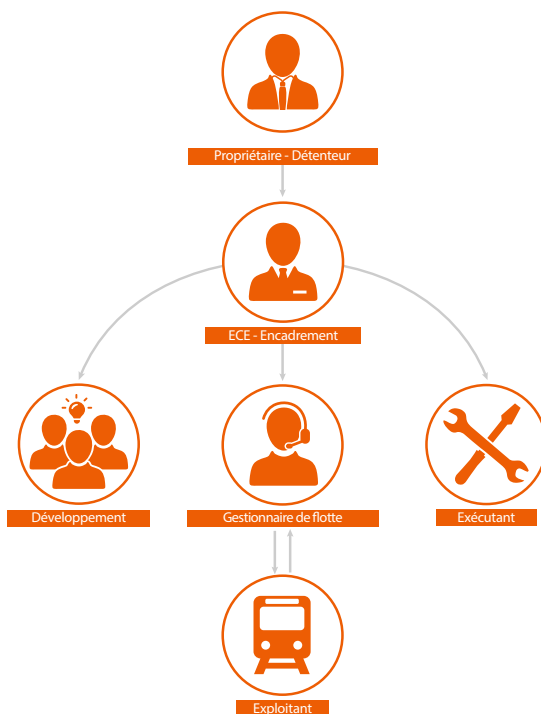 Propriétaire - Détenteur
ECE - Encadrement
Développement
Gestionnaire de flotte
Exécutant
Exploitant